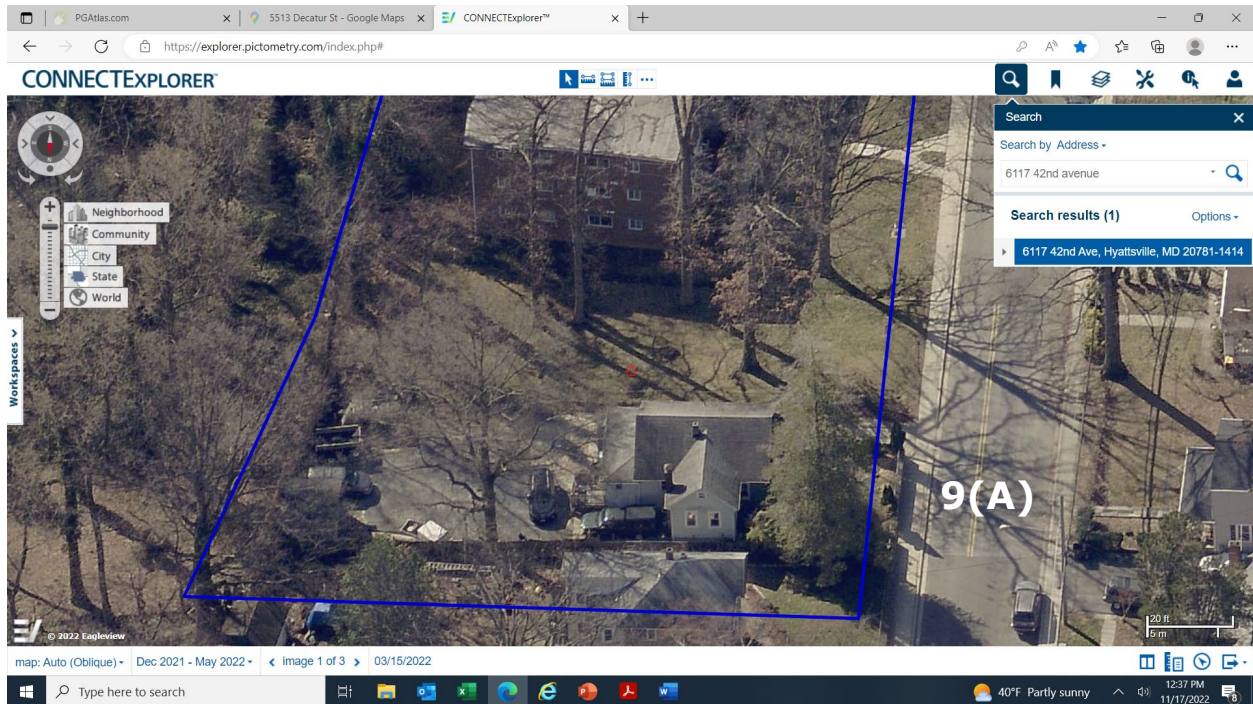 PGAtlas.com
5513 Decatur St - Google Maps
CONNECTExplorer™
https://explorer.pictometry.com/index.php#
CONNECTEXPLORER™
Search
Search by Address
6117 42nd avenue
Search results (1)
Options
6117 42nd Ave, Hyattsville, MD 20781-1414
Neighborhood
Community
City
State
World
Workspaces
9(A)
20 ft
5 m
© 2022 Eagleview
map: Auto (Oblique) Dec 2021 - May 2022 image 1 of 3 03/15/2022
Type here to search
40°F Partly sunny
12:37 PM
11/17/2022
8